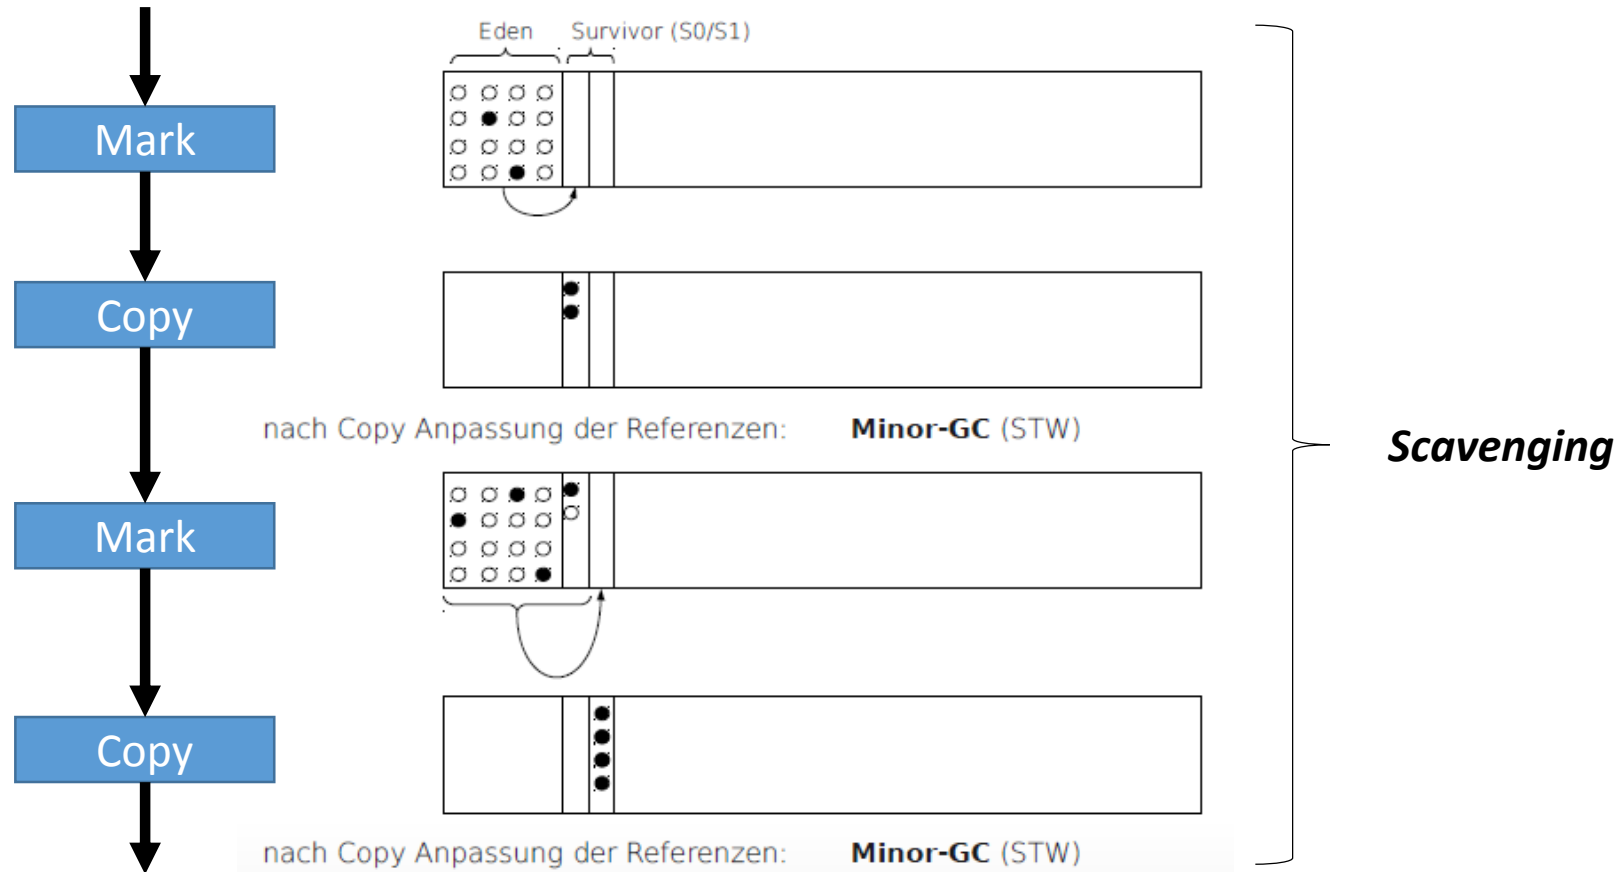 Eden Survivor (S0/S1)
Mark
Copy
nach Copy Anpassung der Referenzen: Minor-GC (STW)
Scavenging
Mark
Copy
nach Copy Anpassung der Referenzen: Minor-GC (STW)